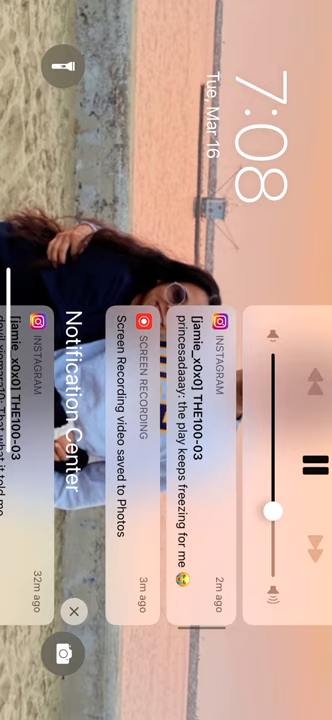 7:08
Tue, Mar 16
INSTAGRAM
2m ago
[jamie_x0x0] THE100-03
princesadaaay: the play keeps freezing for me 🥺
SCREEN RECORDING
3m ago
Screen Recording video saved to Photos
Notification Center
INSTAGRAM
32m ago
[jamie_x0x0] THE100-03